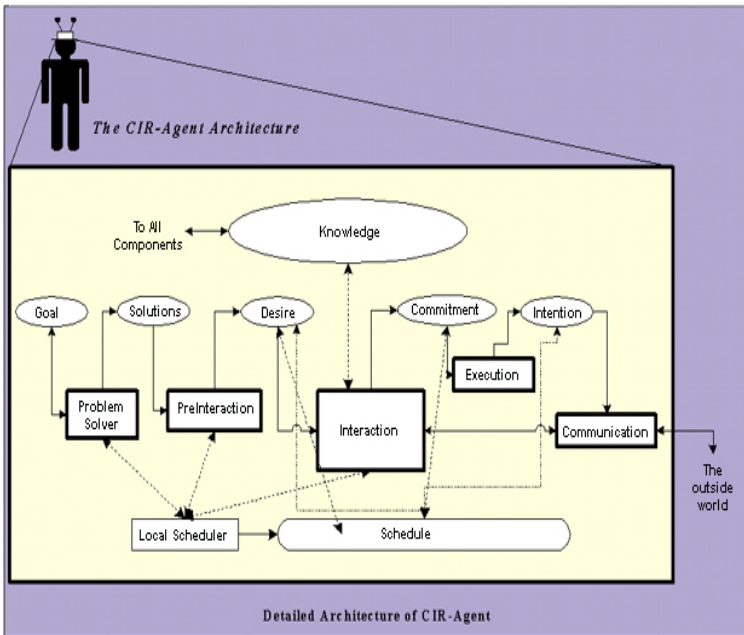 The CIR-Agent Architecture
To All
Components
Knowledge
Goal
Solutions
Desire
Commitment
Intention
Execution
Problem
Solver
PreInteraction
Interaction
Communication
The
outside
world
Local Scheduler
Schedule
Detailed Architecture of CIR-Agent